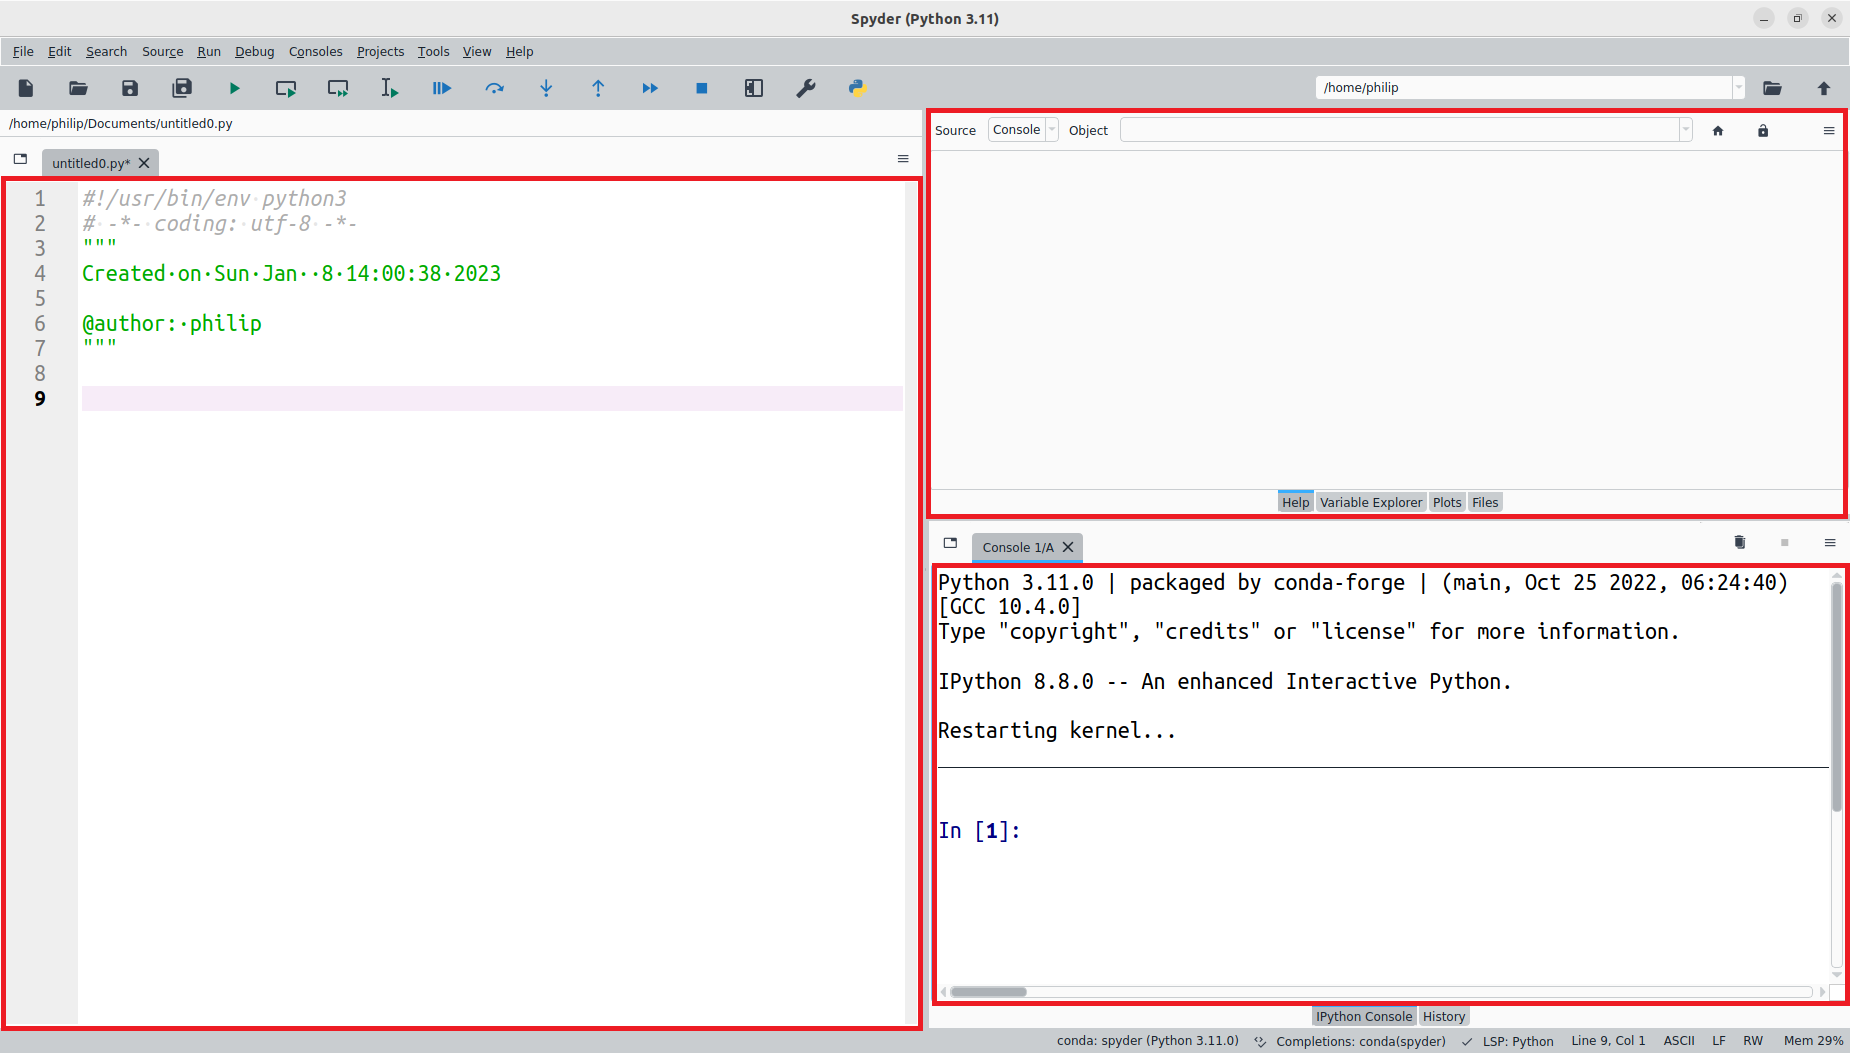 Spyder (Python 3.11)
File Edit Search Source Run Debug Consoles Projects Tools View Help
/home/philip
/home/philip/Documents/untitled0.py
untitled0.py*
1 #!/usr/bin/env python3
2 # -*- coding: utf-8 -*-
3 """
4 Created·on·Sun·Jan··8·14:00:38·2023
5
6 @author:·philip
7 """
8
9
Source Console Object
Help Variable Explorer Plots Files
Console 1/A
Python 3.11.0 | packaged by conda-forge | (main, Oct 25 2022, 06:24:40)
[GCC 10.4.0]
Type "copyright", "credits" or "license" for more information.
IPython 8.8.0 -- An enhanced Interactive Python.
Restarting kernel...
In [1]:
IPython Console History
conda: spyder (Python 3.11.0) Completions: conda(spyder) LSP: Python Line 9, Col 1 ASCII LF RW Mem 29%